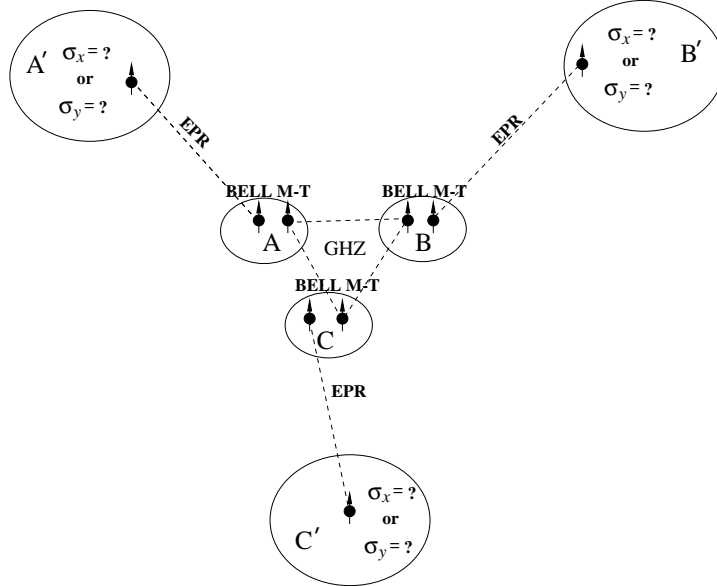 A′
σx = ?
or
σy = ?
σx = ?
or
σy = ?
B′
EPR
EPR
BELL M-T
BELL M-T
A
B
GHZ
BELL M-T
C
EPR
σx = ?
or
σy = ?
C′